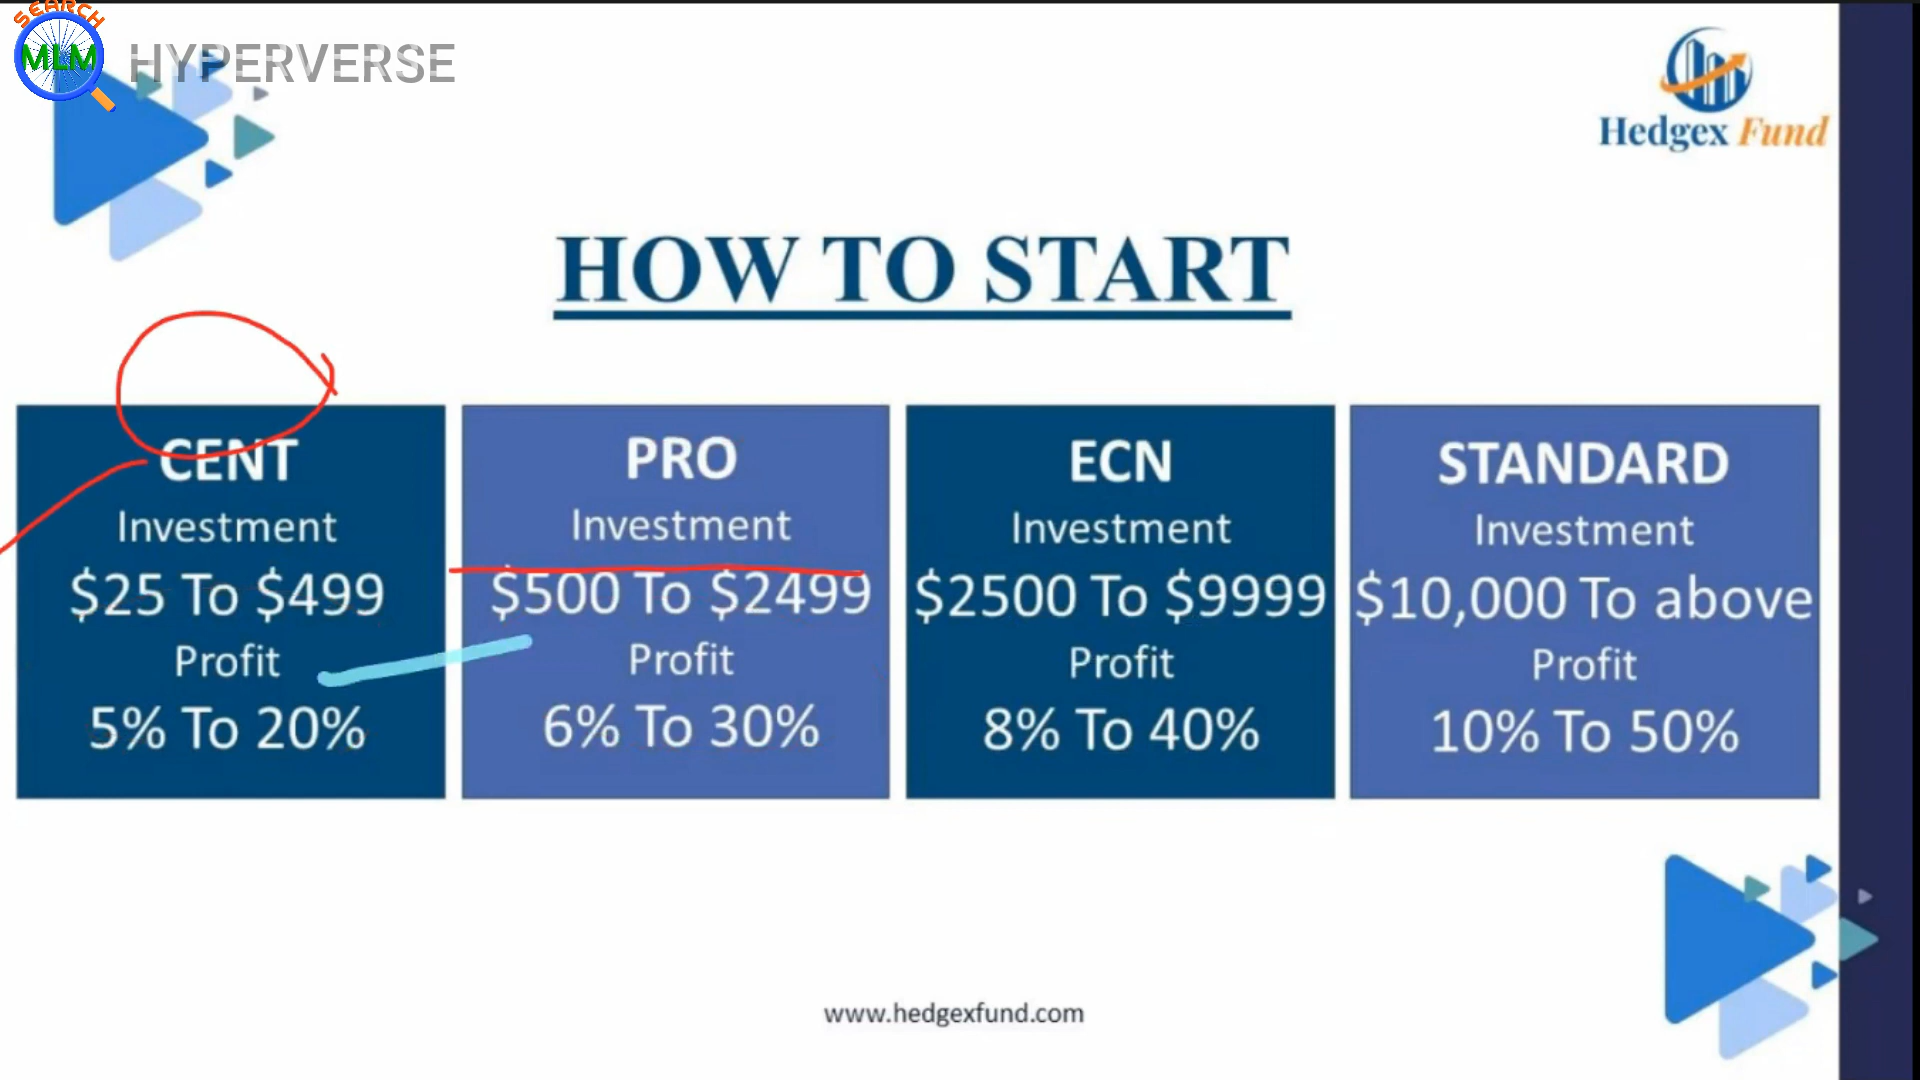 SEARCH
MLM
HYPERVERSE
Hedgex Fund
HOW TO START
CENT
Investment
$25 To $499
Profit
5% To 20%
PRO
Investment
$500 To $2499
Profit
6% To 30%
ECN
Investment
$2500 To $9999
Profit
8% To 40%
STANDARD
Investment
$10,000 To above
Profit
10% To 50%
www.hedgexfund.com